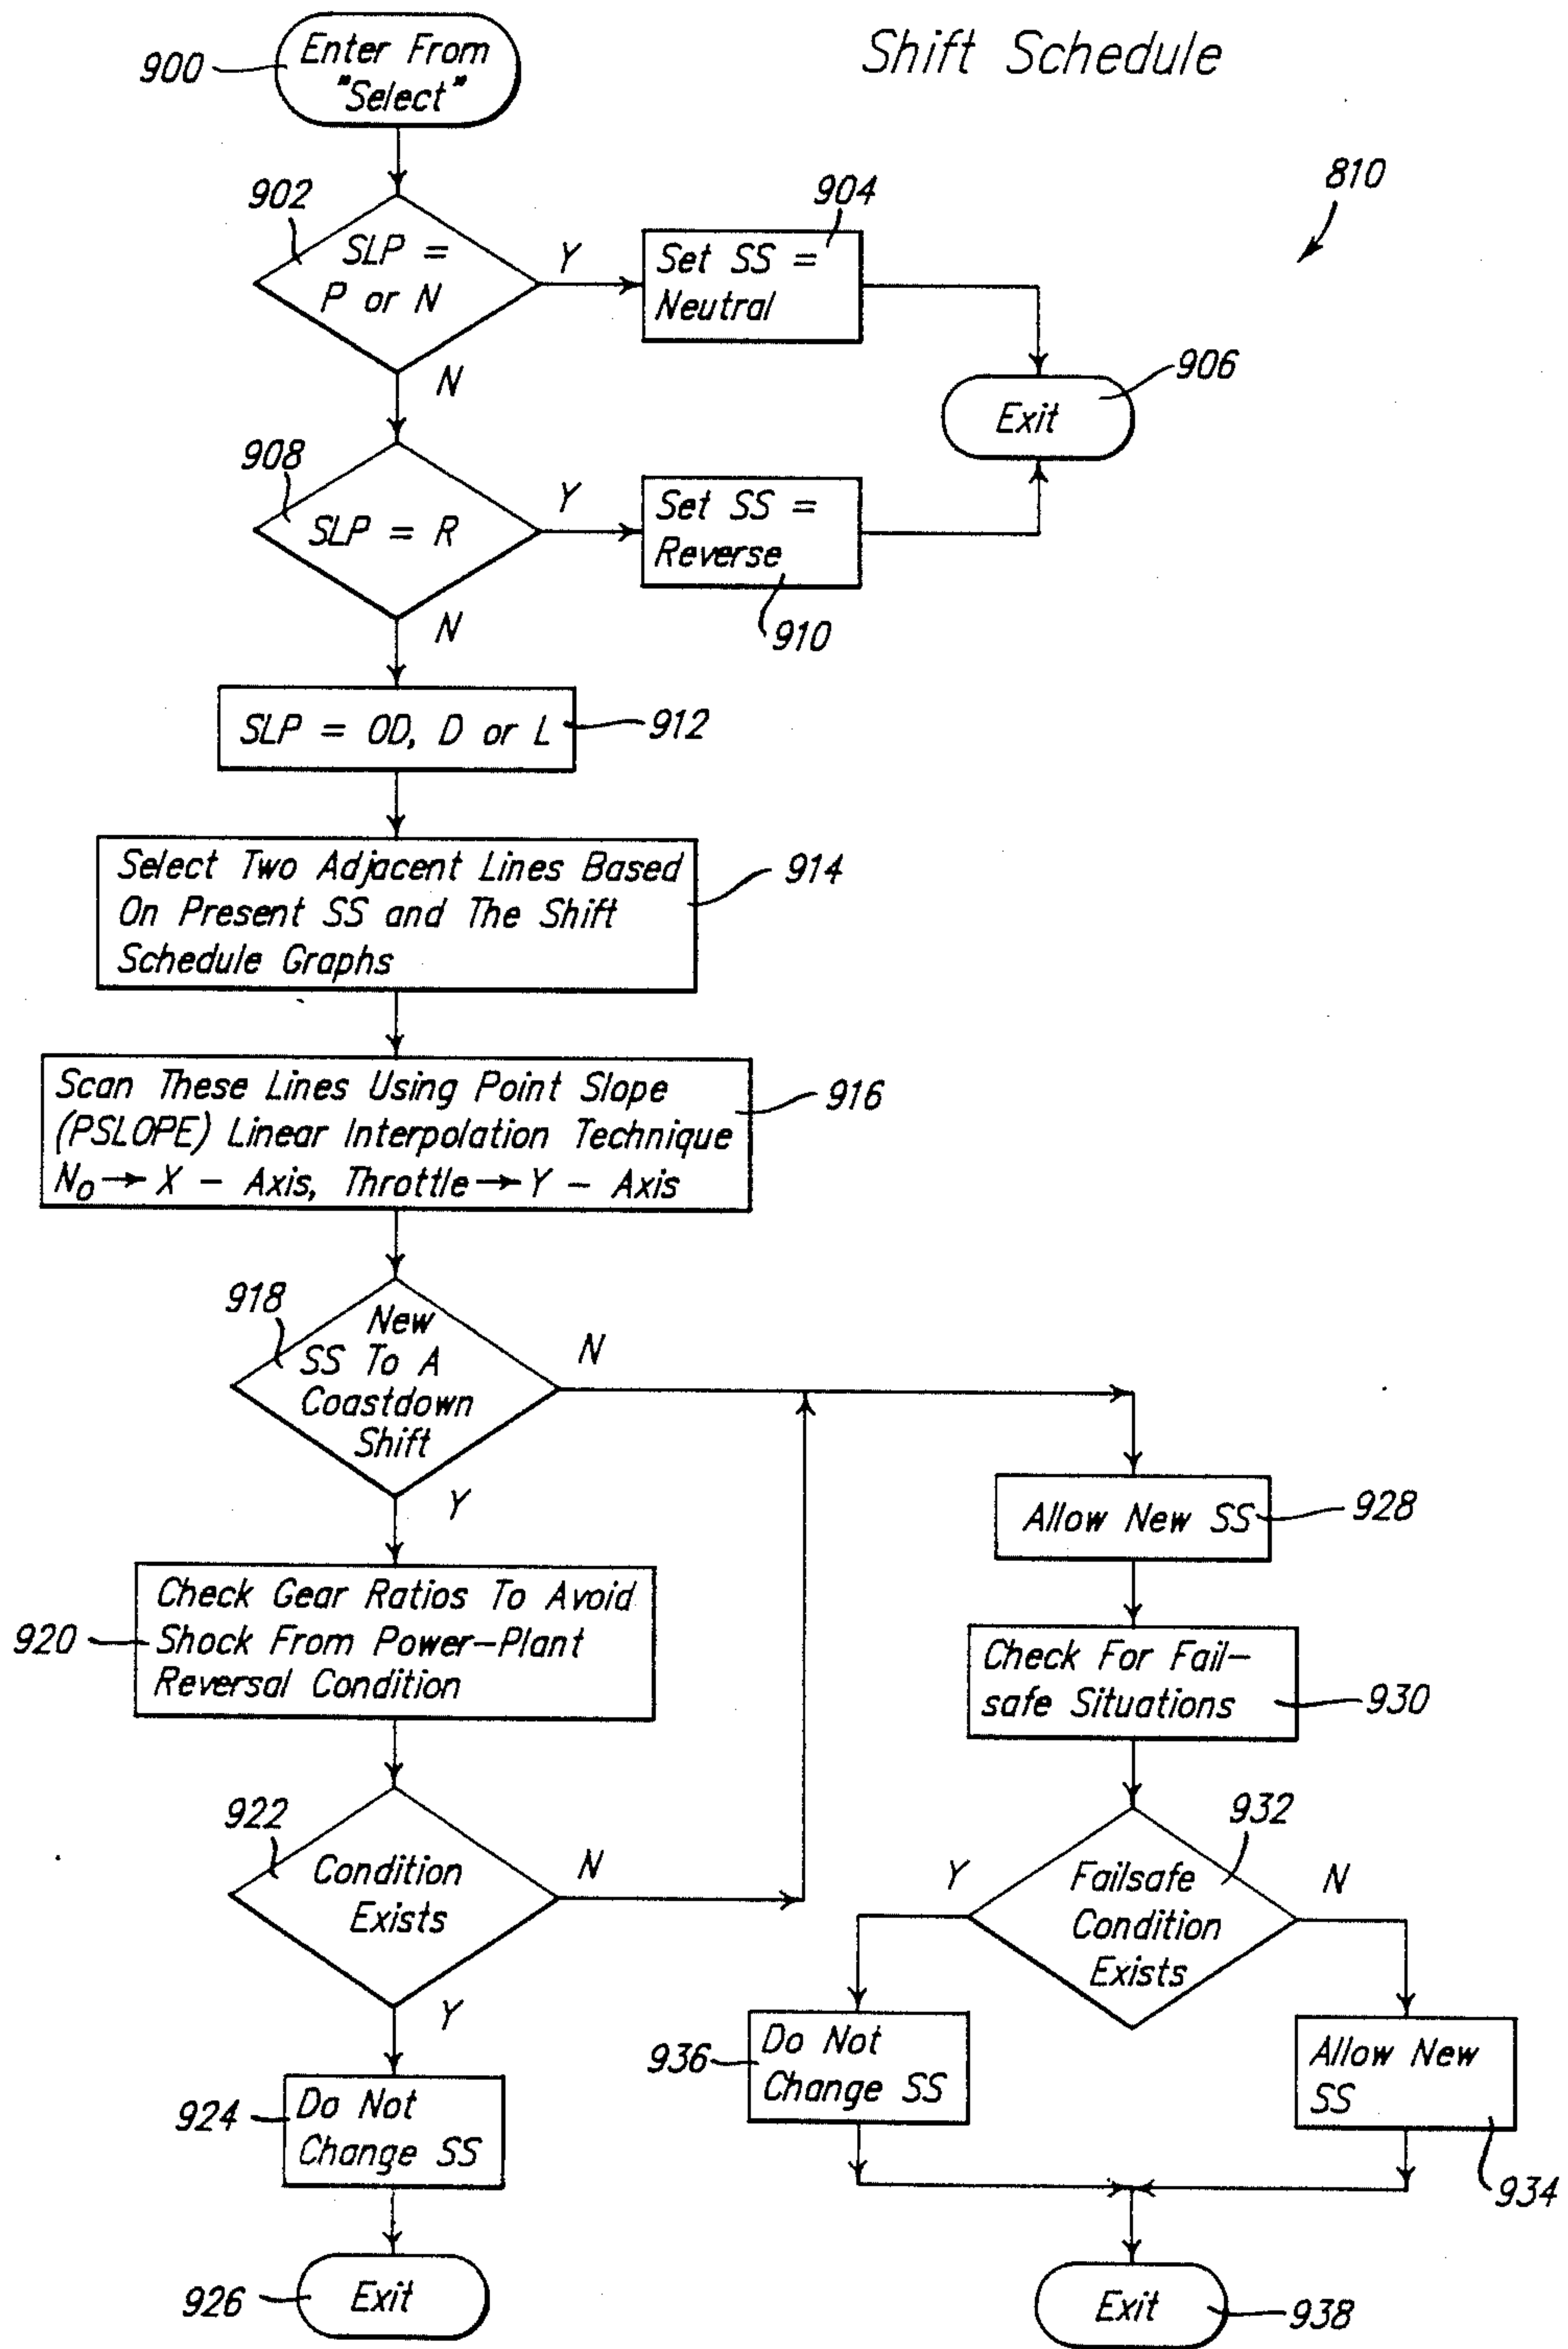 Shift Schedule
810
900
Enter From
"Select"
902
SLP =
P or N
Y
N
904
Set SS =
Neutral
906
Exit
908
SLP = R
Y
N
Set SS =
Reverse
910
SLP = OD, D or L
912
Select Two Adjacent Lines Based
On Present SS and The Shift
Schedule Graphs
914
Scan These Lines Using Point Slope
(PSLOPE) Linear Interpolation Technique
No → X - Axis, Throttle → Y - Axis
916
918
New
SS To A
Coastdown
Shift
N
Y
Allow New SS
928
920
Check Gear Ratios To Avoid
Shock From Power-Plant
Reversal Condition
Check For Fail-
safe Situations
930
922
Condition
Exists
N
Y
932
Failsafe
Condition
Exists
Y
N
936
Do Not
Change SS
Allow New
SS
934
924
Do Not
Change SS
926
Exit
Exit
938